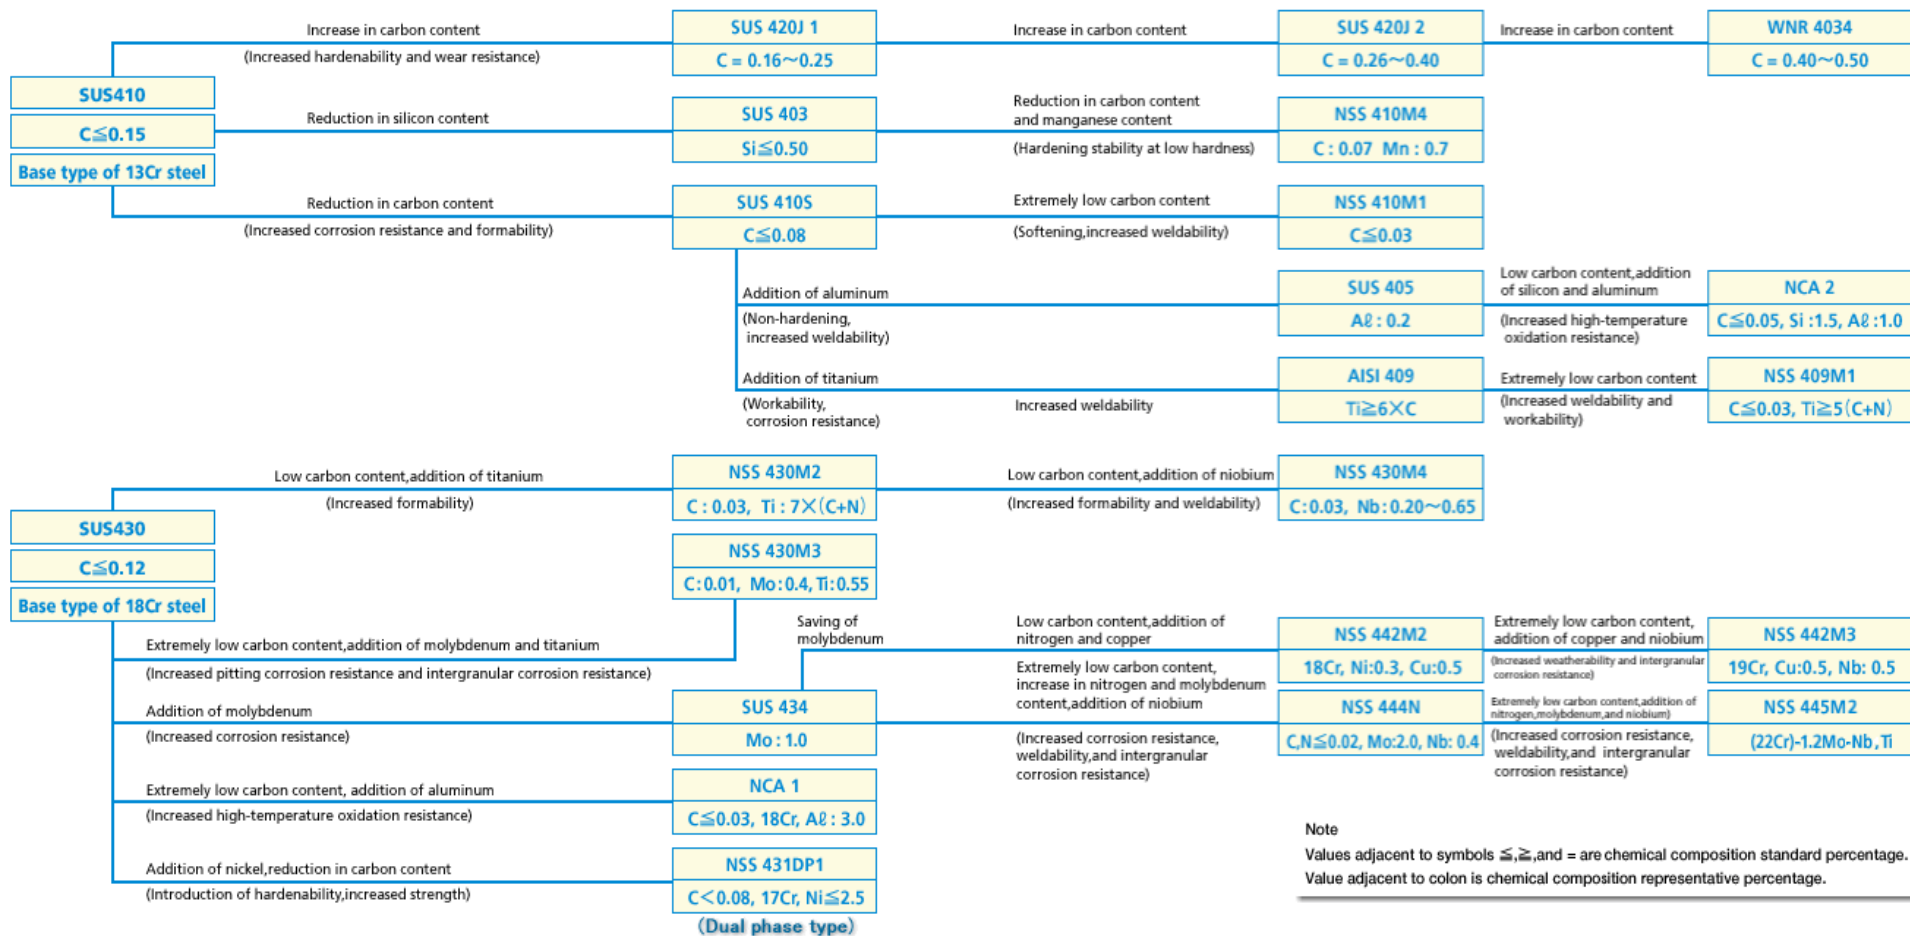 Increase in carbon content
(Increased hardenability and wear resistance)
SUS 420J 1
C = 0.16～0.25
Increase in carbon content
SUS 420J 2
C = 0.26～0.40
Increase in carbon content
WNR 4034
C = 0.40～0.50
SUS410
C≦0.15
Base type of 13Cr steel
Reduction in silicon content
SUS 403
Si≦0.50
Reduction in carbon content
and manganese content
(Hardening stability at low hardness)
NSS 410M4
C : 0.07 Mn : 0.7
Reduction in carbon content
(Increased corrosion resistance and formability)
SUS 410S
C≦0.08
Extremely low carbon content
(Softening,increased weldability)
NSS 410M1
C≦0.03
Addition of aluminum
(Non-hardening,
increased weldability)
SUS 405
Aℓ : 0.2
Low carbon content,addition
of silicon and aluminum
(Increased high-temperature
oxidation resistance)
NCA 2
C≦0.05, Si :1.5, Aℓ :1.0
Addition of titanium
(Workability,
corrosion resistance)
Increased weldability
AISI 409
Ti≧6×C
Extremely low carbon content
(Increased weldability and
workability)
NSS 409M1
C≦0.03, Ti≧5(C+N)
Low carbon content,addition of titanium
(Increased formability)
NSS 430M2
C : 0.03, Ti : 7×(C+N)
Low carbon content,addition of niobium
(Increased formability and weldability)
NSS 430M4
C:0.03, Nb:0.20～0.65
SUS430
C≦0.12
Base type of 18Cr steel
NSS 430M3
C:0.01, Mo:0.4, Ti:0.55
Extremely low carbon content,addition of molybdenum and titanium
(Increased pitting corrosion resistance and intergranular corrosion resistance)
Saving of
molybdenum
Low carbon content,addition of
nitrogen and copper
NSS 442M2
18Cr, Ni:0.3, Cu:0.5
Extremely low carbon content,
addition of copper and niobium
(Increased weatherability and intergranular
corrosion resistance)
NSS 442M3
19Cr, Cu:0.5, Nb: 0.5
Addition of molybdenum
(Increased corrosion resistance)
SUS 434
Mo : 1.0
Extremely low carbon content,
increase in nitrogen and molybdenum
content,addition of niobium
(Increased corrosion resistance,
weldability,and intergranular
corrosion resistance)
NSS 444N
C,N≦0.02, Mo:2.0, Nb: 0.4
Extremely low carbon content,addition of
nitrogen,molybdenum,and niobium)
(Increased corrosion resistance,
weldability,and intergranular
corrosion resistance)
NSS 445M2
(22Cr)-1.2Mo-Nb,Ti
Extremely low carbon content, addition of aluminum
(Increased high-temperature oxidation resistance)
NCA 1
C≦0.03, 18Cr, Aℓ : 3.0
Addition of nickel,reduction in carbon content
(Introduction of hardenability,increased strength)
NSS 431DP1
C<0.08, 17Cr, Ni≦2.5
(Dual phase type)
Note
Values adjacent to symbols ≦,≧,and = are chemical composition standard percentage.
Value adjacent to colon is chemical composition representative percentage.